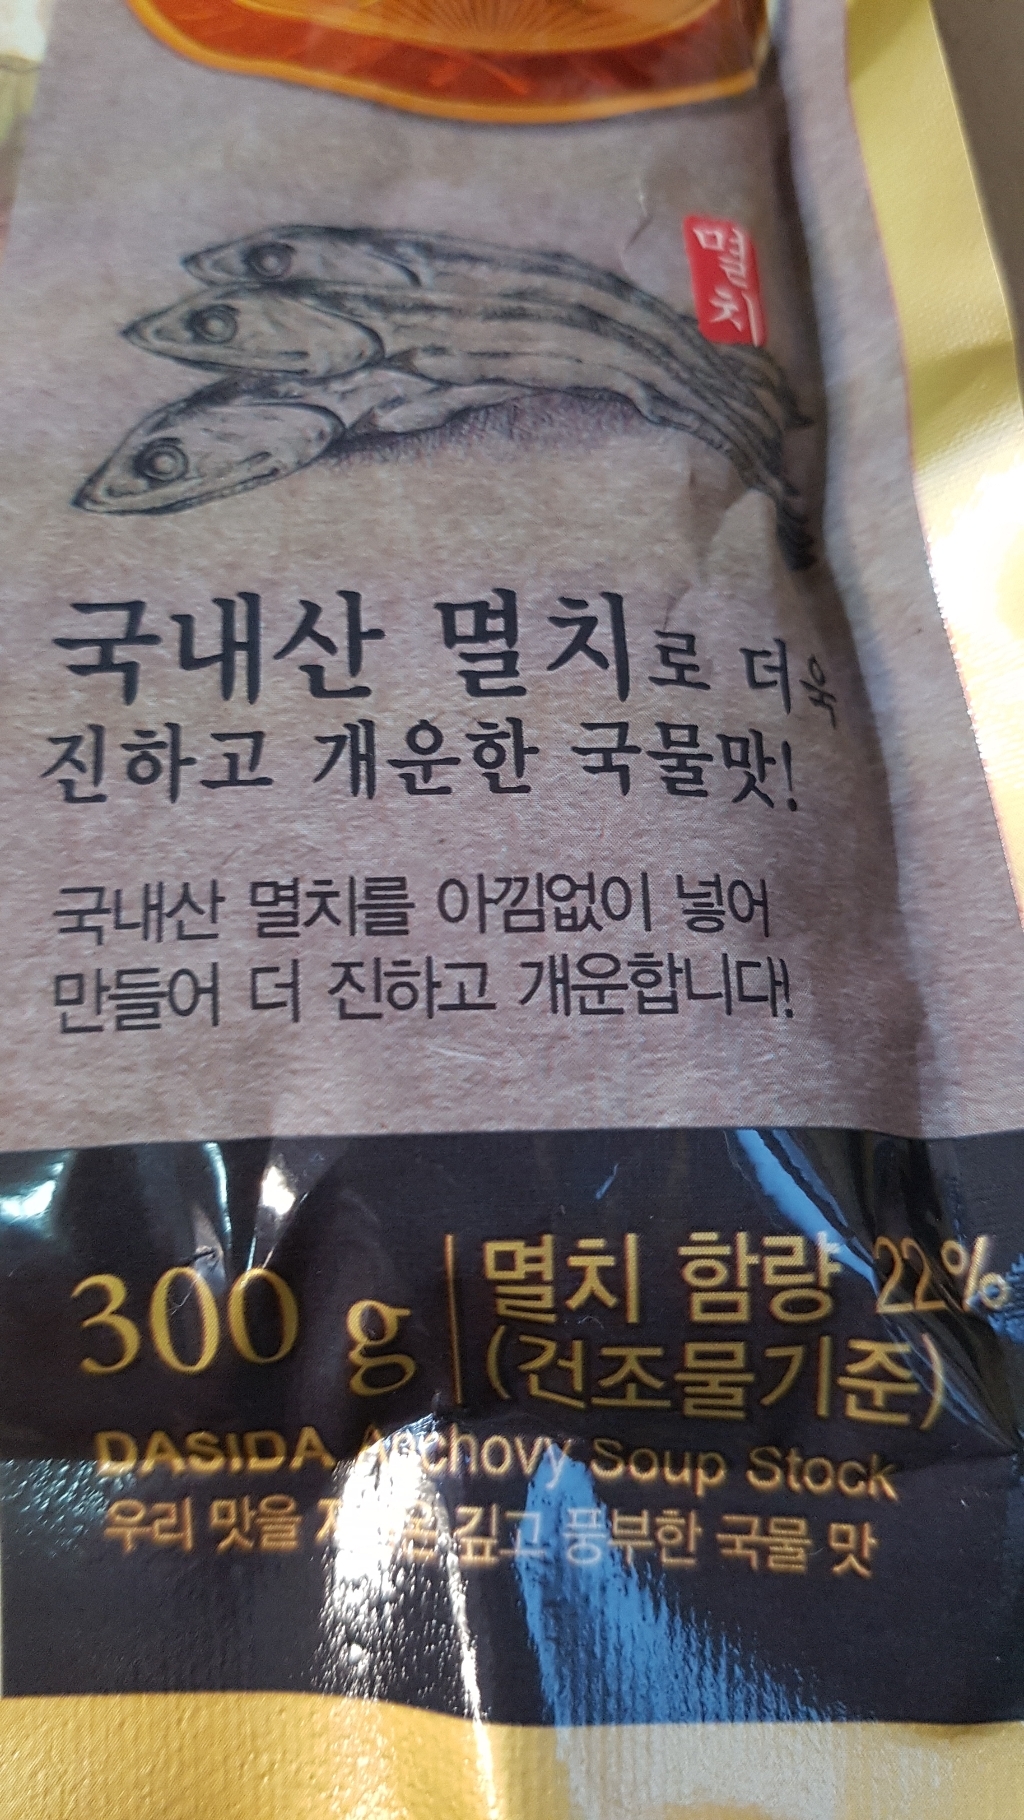 멸치
국내산 멸치로 더욱
진하고 개운한 국물맛!
국내산 멸치를 아낌없이 넣어
만들어 더 진하고 개운합니다!
300 g
멸치 함량 22%
(건조물기준)
DASIDA Anchovy Soup Stock
우리 맛을 깊고 풍부한 국물 맛